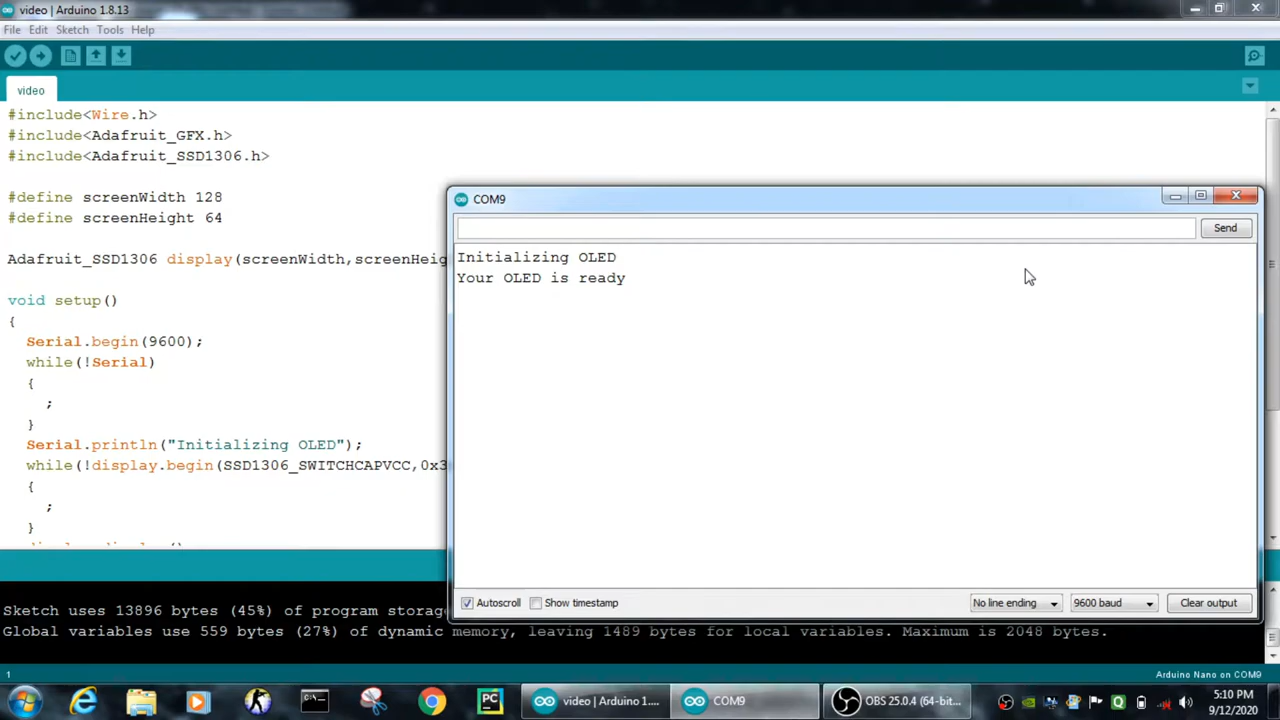 video | Arduino 1.8.13
File Edit Sketch Tools Help
video
#include<Wire.h>
#include<Adafruit_GFX.h>
#include<Adafruit_SSD1306.h>
#define screenWidth 128
#define screenHeight 64
Adafruit_SSD1306 display(screenWidth,screenHeig
void setup()
{
Serial.begin(9600);
while(!Serial)
{
;
}
Serial.println("Initializing OLED");
while(!display.begin(SSD1306_SWITCHCAPVCC,0x3
{
;
}
COM9
Send
Initializing OLED
Your OLED is ready
Autoscroll Show timestamp No line ending 9600 baud Clear output
Sketch uses 13896 bytes (45%) of program storag
Global variables use 559 bytes (27%) of dynamic memory, leaving 1489 bytes for local variables. Maximum is 2048 bytes.
1 Arduino Nano on COM9
video | Arduino 1.... COM9 OBS 25.0.4 (64-bit...
5:10 PM
9/12/2020